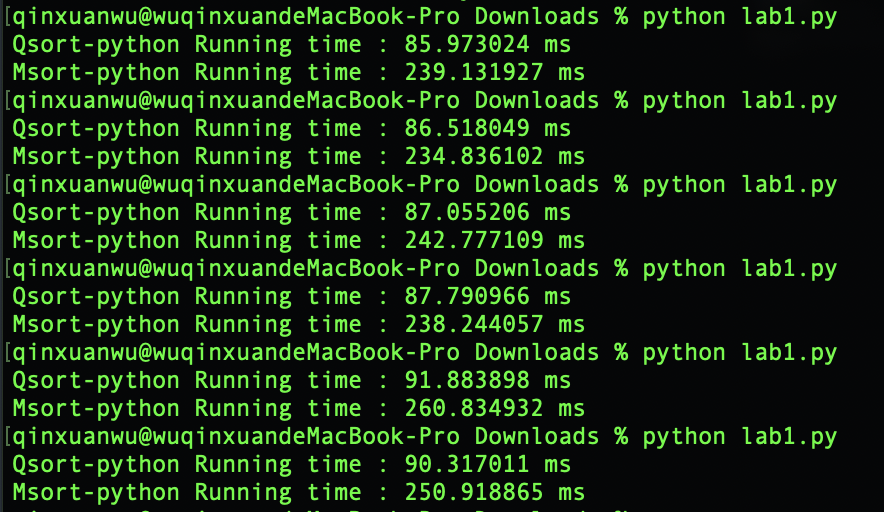 [qinxuanwu@wuqinxuandeMacBook-Pro Downloads % python lab1.py
Qsort-python Running time : 85.973024 ms
Msort-python Running time : 239.131927 ms
[qinxuanwu@wuqinxuandeMacBook-Pro Downloads % python lab1.py
Qsort-python Running time : 86.518049 ms
Msort-python Running time : 234.836102 ms
[qinxuanwu@wuqinxuandeMacBook-Pro Downloads % python lab1.py
Qsort-python Running time : 87.055206 ms
Msort-python Running time : 242.777109 ms
[qinxuanwu@wuqinxuandeMacBook-Pro Downloads % python lab1.py
Qsort-python Running time : 87.790966 ms
Msort-python Running time : 238.244057 ms
[qinxuanwu@wuqinxuandeMacBook-Pro Downloads % python lab1.py
Qsort-python Running time : 91.883898 ms
Msort-python Running time : 260.834932 ms
[qinxuanwu@wuqinxuandeMacBook-Pro Downloads % python lab1.py
Qsort-python Running time : 90.317011 ms
Msort-python Running time : 250.918865 ms